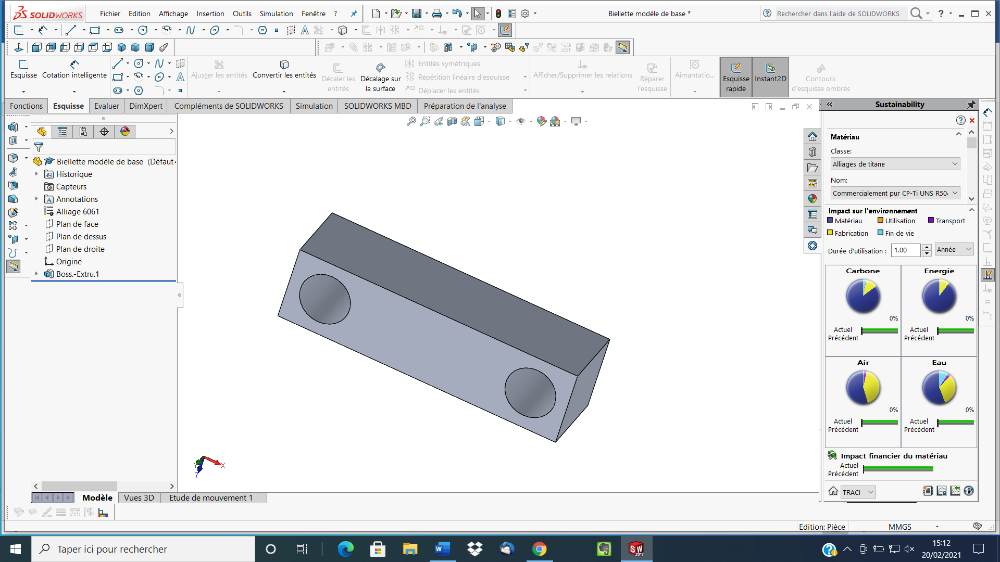 SOLIDWORKS Fichier Edition Affichage Insertion Outils Simulation Fenêtre ? Biellette modèle de base * Rechercher dans l'aide de SOLIDWORKS ?
Esquisse Cotation intelligente Ajuster les entités Convertir les entités Décaler les entités Décalage sur la surface
Entités symétriques
Répétition linéaire d'esquisse
Déplacer les entités
Afficher/Supprimer les relations Réparer l'esquisse Aimantatio... Esquisse rapide Instant2D Contours d'esquisse ombrés
Fonctions Esquisse Evaluer DimXpert Compléments de SOLIDWORKS Simulation SOLIDWORKS MBD Préparation de l'analyse
Biellette modèle de base (Défaut<
Historique
Capteurs
Annotations
Alliage 6061
Plan de face
Plan de dessus
Plan de droite
Origine
Boss.-Extru.1
X
Y
Z
Sustainability
Matériau
Classe:
Alliages de titane
Nom:
Commercialement pur CP-Ti UNS R50
Impact sur l'environnement
Matériau Utilisation Transport
Fabrication Fin de vie
Durée d'utilisation : 1.00 Année
Carbone Energie
0% 0%
Actuel Actuel
Précédent Précédent
Air Eau
0% 0%
Actuel Actuel
Précédent Précédent
Impact financier du matériau
Actuel
Précédent
TRACI
Modèle Vues 3D Etude de mouvement 1
Edition: Pièce MMGS
Taper ici pour rechercher
SW 2017
15:12
20/02/2021